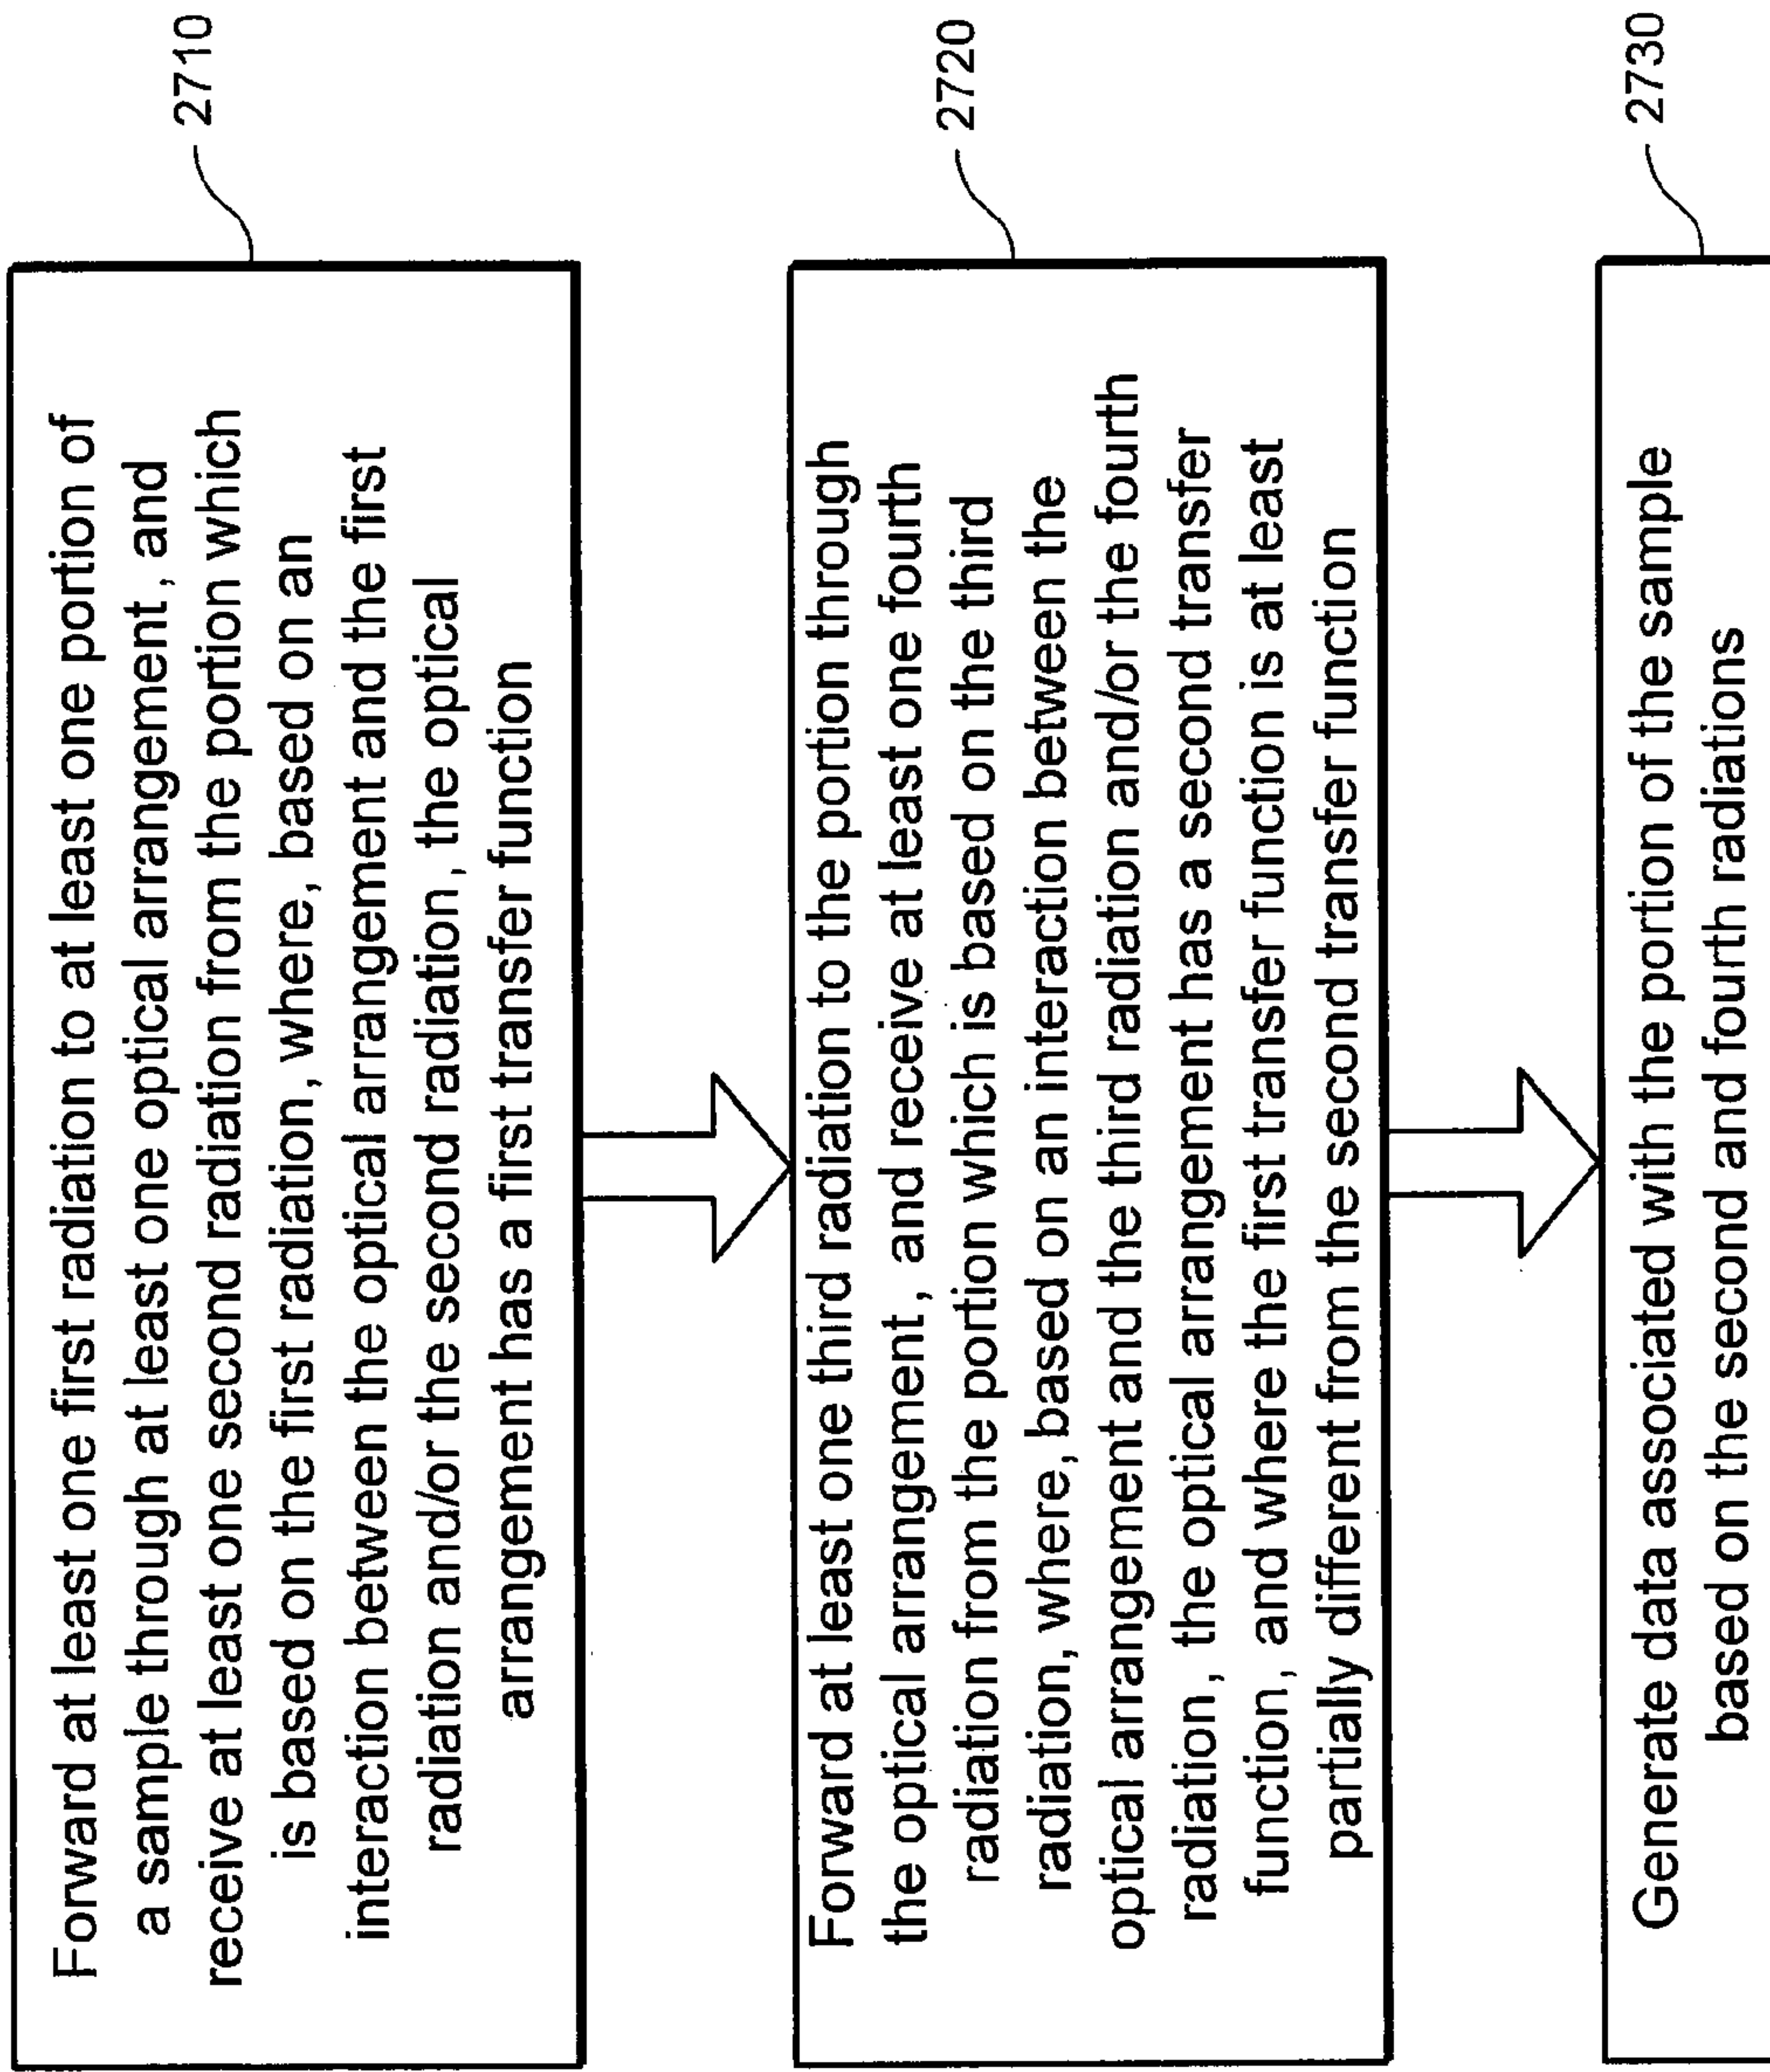 Forward at least one first radiation to at least one portion of
a sample through at least one optical arrangement, and
receive at least one second radiation from the portion which
is based on the first radiation, where, based on an
interaction between the optical arrangement and the first
radiation and/or the second radiation, the optical
arrangement has a first transfer function
2710
Forward at least one third radiation to the portion through
the optical arrangement, and receive at least one fourth
radiation from the portion which is based on the third
radiation, where, based on an interaction between the
optical arrangement and the third radiation and/or the fourth
radiation, the optical arrangement has a second transfer
function, and where the first transfer function is at least
partially different from the second transfer function
2720
Generate data associated with the portion of the sample
based on the second and fourth radiations
2730